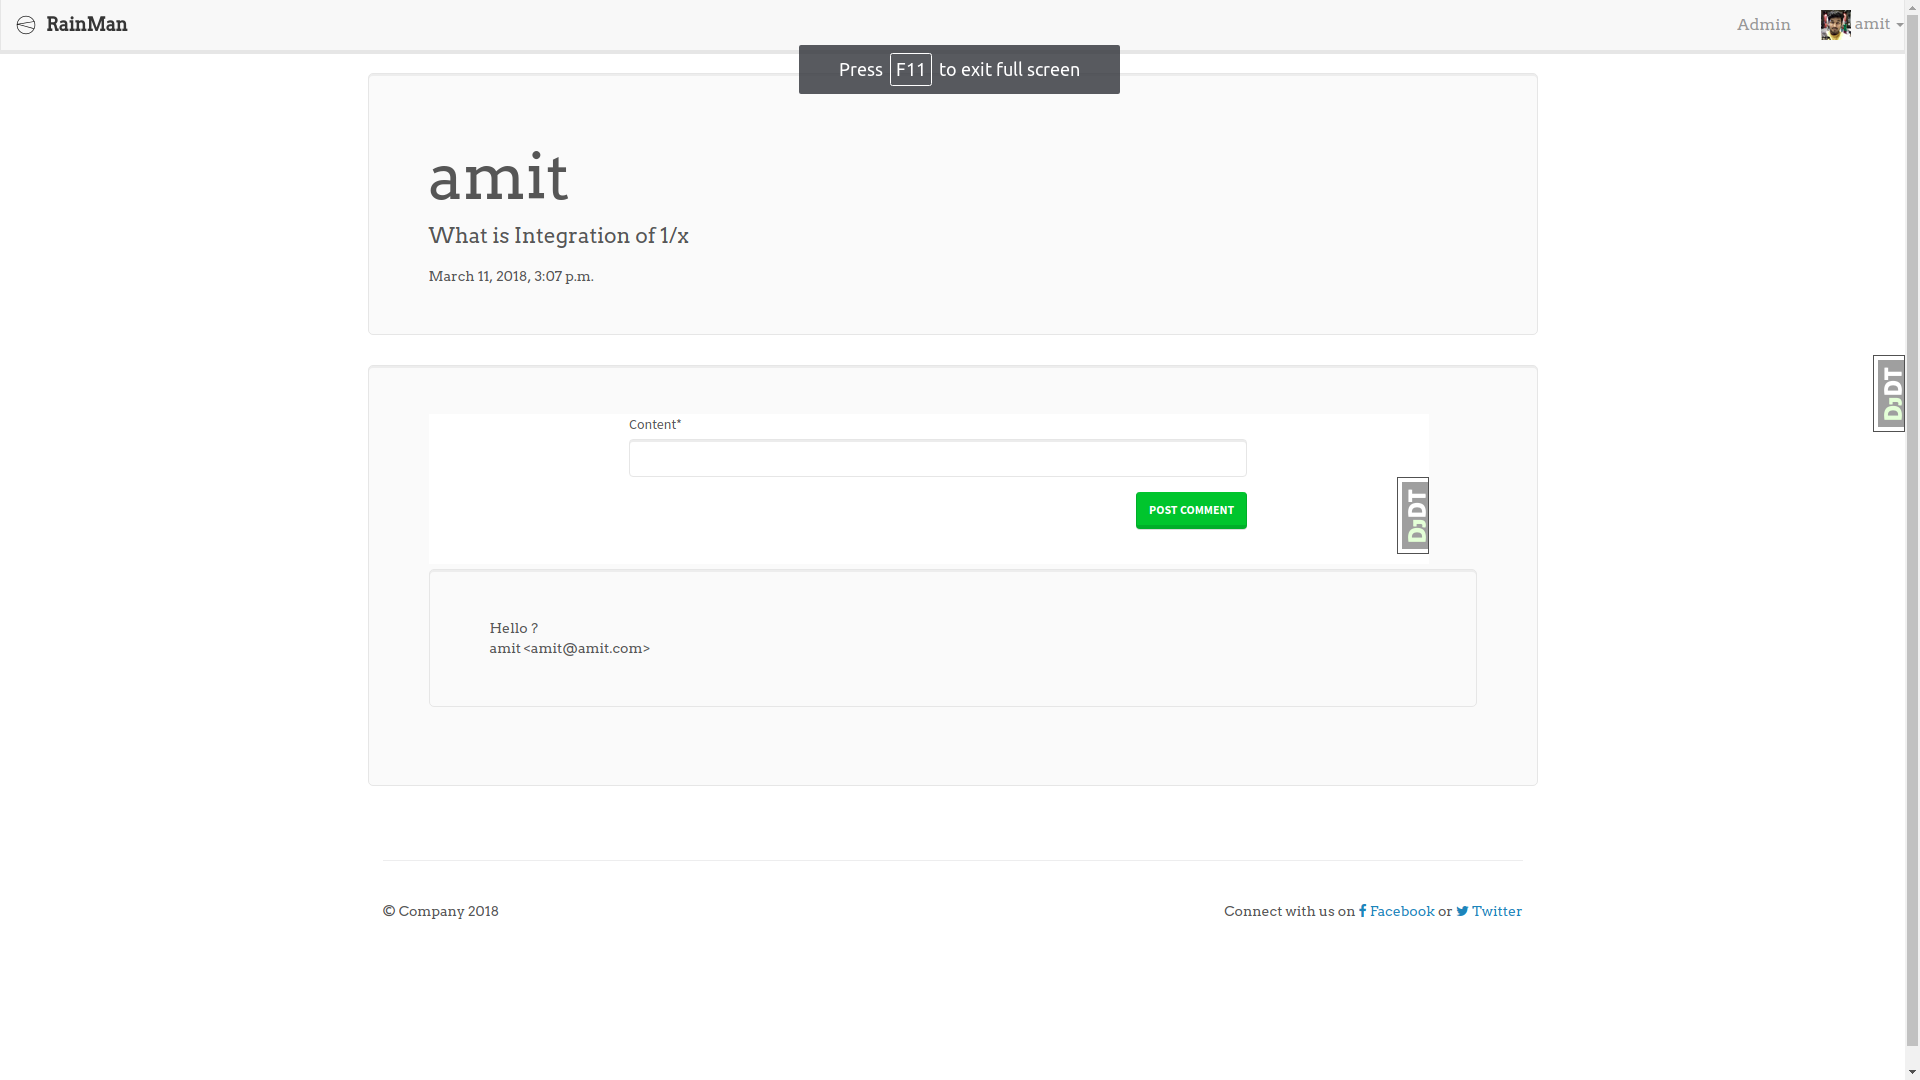 RainMan
Admin
amit
Press F11 to exit full screen
amit
What is Integration of 1/x
March 11, 2018, 3:07 p.m.
DjDT
Content*
POST COMMENT
DjDT
Hello ?
amit <amit@amit.com>
© Company 2018
Connect with us on Facebook or Twitter